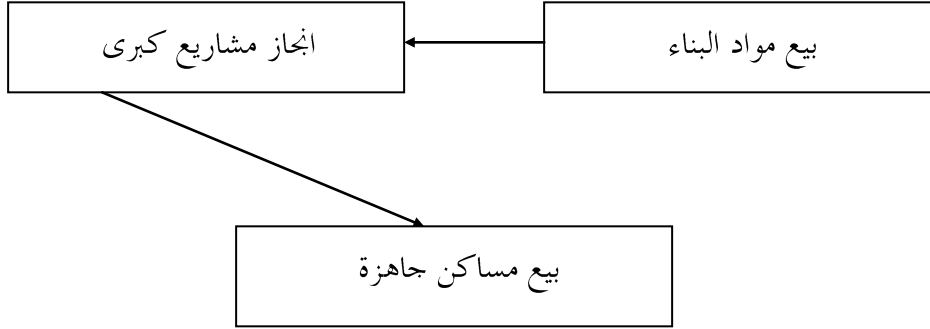 بيع مواد البناء
انجاز مشاريع كبرى
بيع مساكن جاهزة